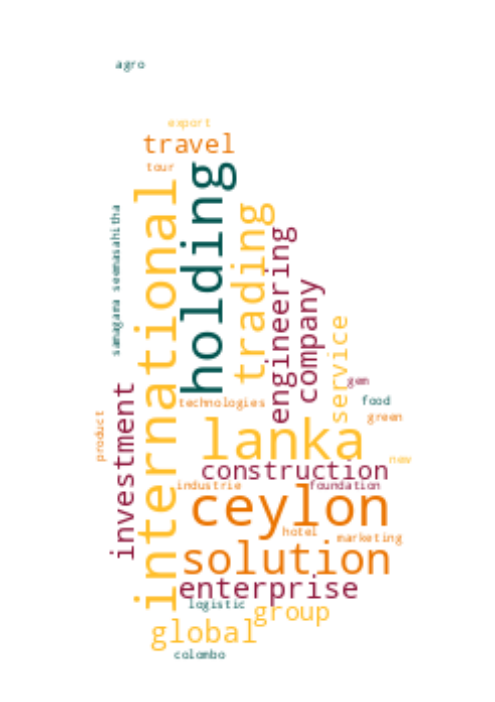 agro
export
travel
tour
holding
international
trading
samagama seemasahitha
engineering
company
service
gem
investment
technologies
food
product
green
lanka
new
construction
industrie
foundation
ceylon
hotel
marketing
solution
enterprise
logistic
group
global
colombo